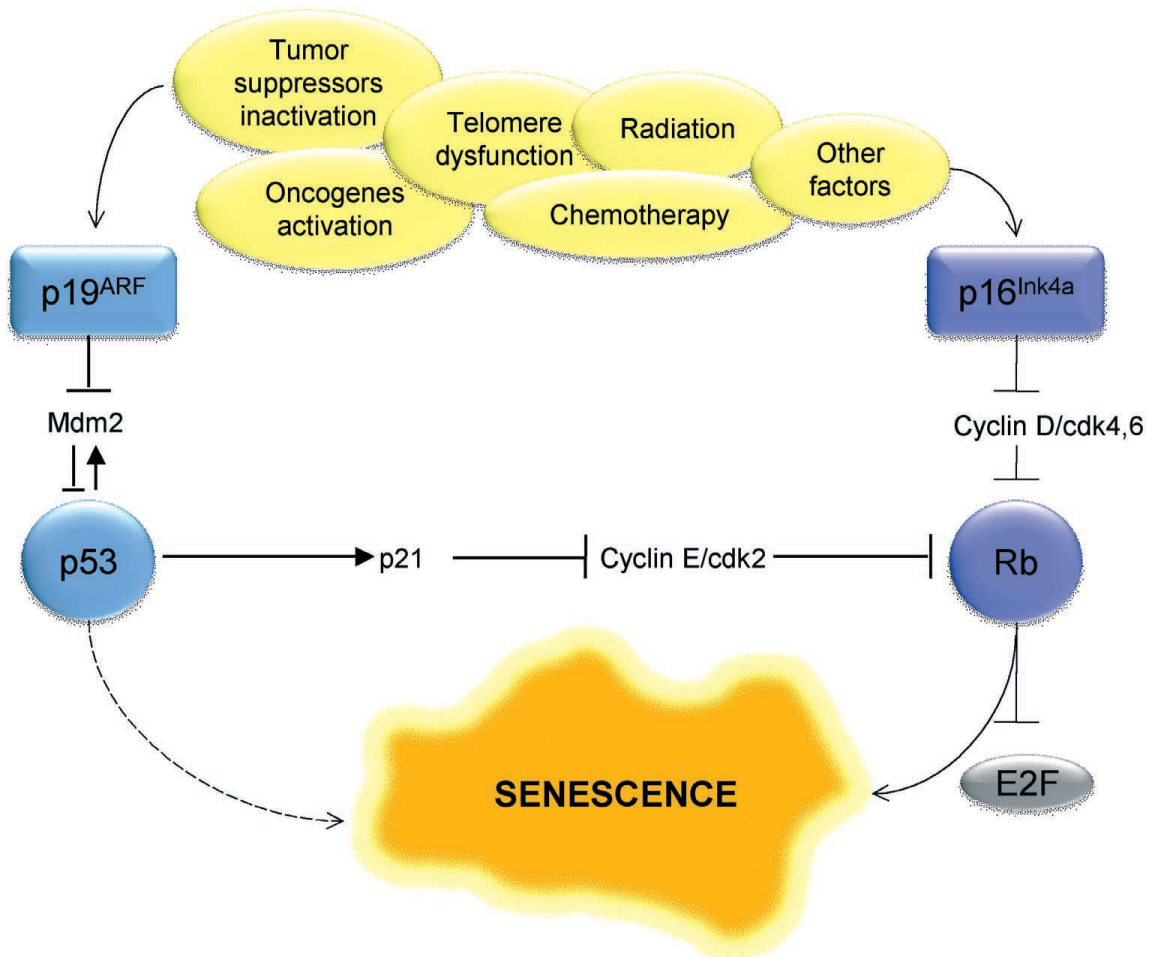 Tumor
suppressors
inactivation
Telomere
dysfunction
Radiation
Other
factors
Oncogenes
activation
Chemotherapy
p19ARF
p16Ink4a
Mdm2
Cyclin D/cdk4,6
p53
p21
Cyclin E/cdk2
Rb
SENESCENCE
E2F